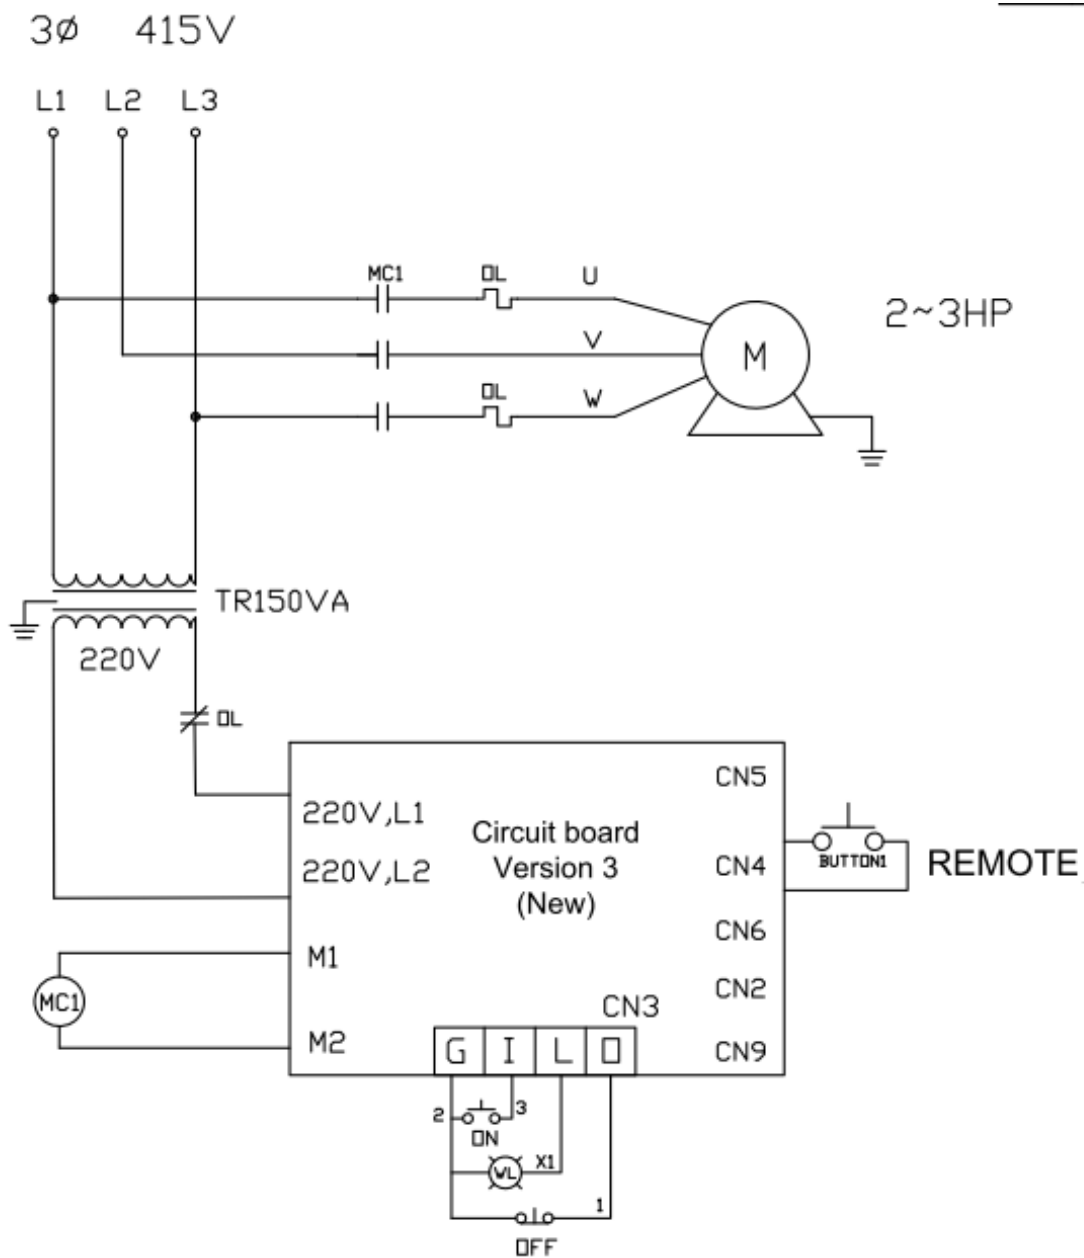 3Ø 415V
L1 L2 L3
MC1 OL U
2~3HP
V
M
OL W
TR150VA
220V
OL
CN5
220V,L1
Circuit board
Version 3
(New)
BUTTON1
REMOTE
220V,L2
CN4
CN6
M1
CN2
MC1
CN3
M2
G I L O
CN9
2 3
ON
WL X1
1
OFF